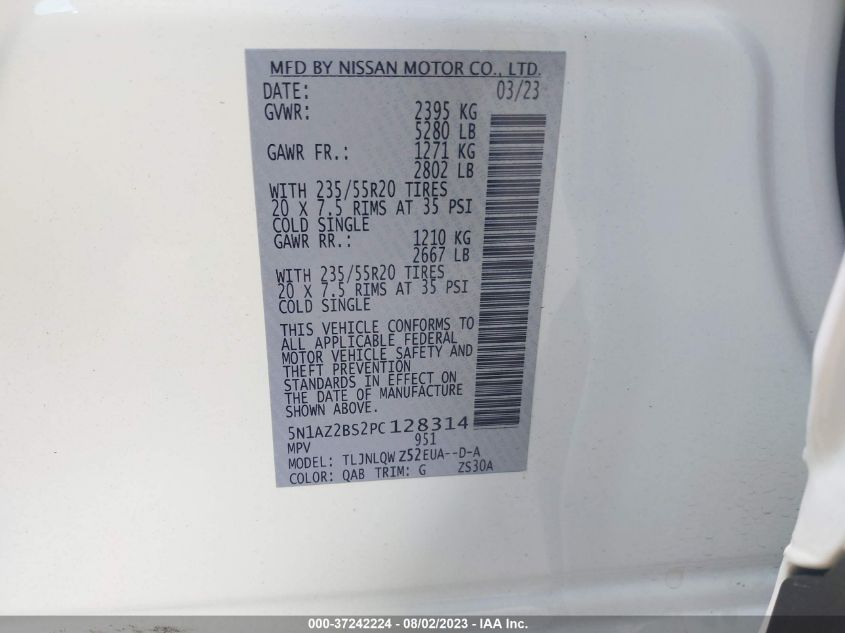 MFD BY NISSAN MOTOR CO., LTD.
DATE: 03/23
GVWR: 2395 KG
5280 LB
GAWR FR.: 1271 KG
2802 LB
WITH 235/55R20 TIRES
20 X 7.5 RIMS AT 35 PSI
COLD SINGLE
GAWR RR.: 1210 KG
2667 LB
WITH 235/55R20 TIRES
20 X 7.5 RIMS AT 35 PSI
COLD SINGLE
THIS VEHICLE CONFORMS TO
ALL APPLICABLE FEDERAL
MOTOR VEHICLE SAFETY AND
THEFT PREVENTION
STANDARDS IN EFFECT ON
THE DATE OF MANUFACTURE
SHOWN ABOVE.
5N1AZ2BS2PC128314
MPV 951
MODEL: TLJNLQW Z52EUA--D-A
COLOR: QAB TRIM: G ZS30A
000-37242224 - 08/02/2023 - IAA Inc.